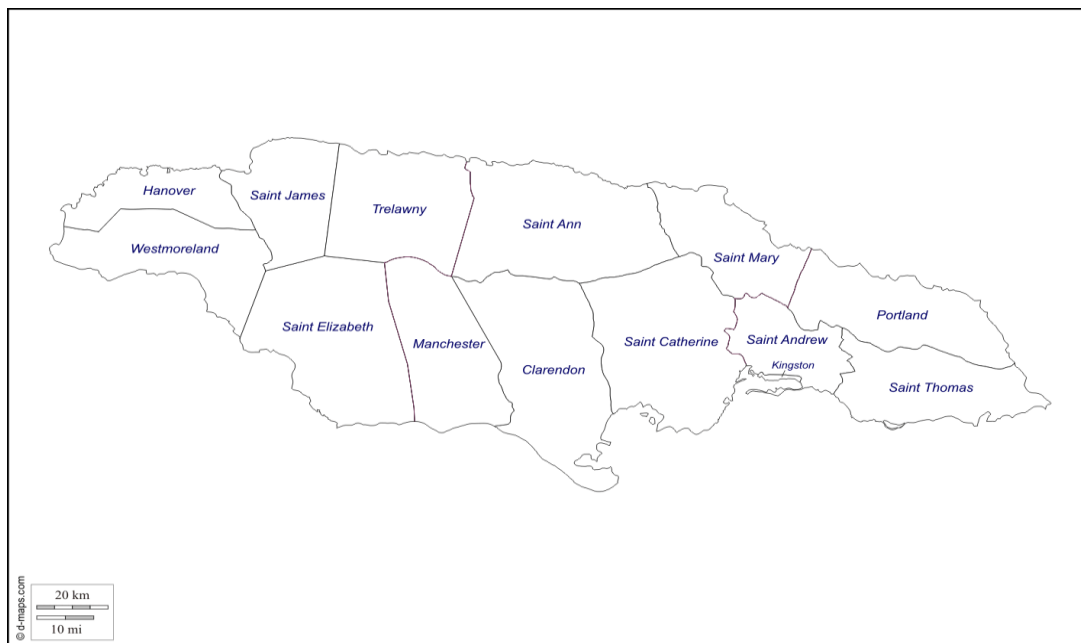 Hanover
Saint James
Trelawny
Saint Ann
Westmoreland
Saint Mary
Saint Elizabeth
Manchester
Clarendon
Saint Catherine
Saint Andrew
Kingston
Portland
Saint Thomas
© d-maps.com
20 km
10 mi